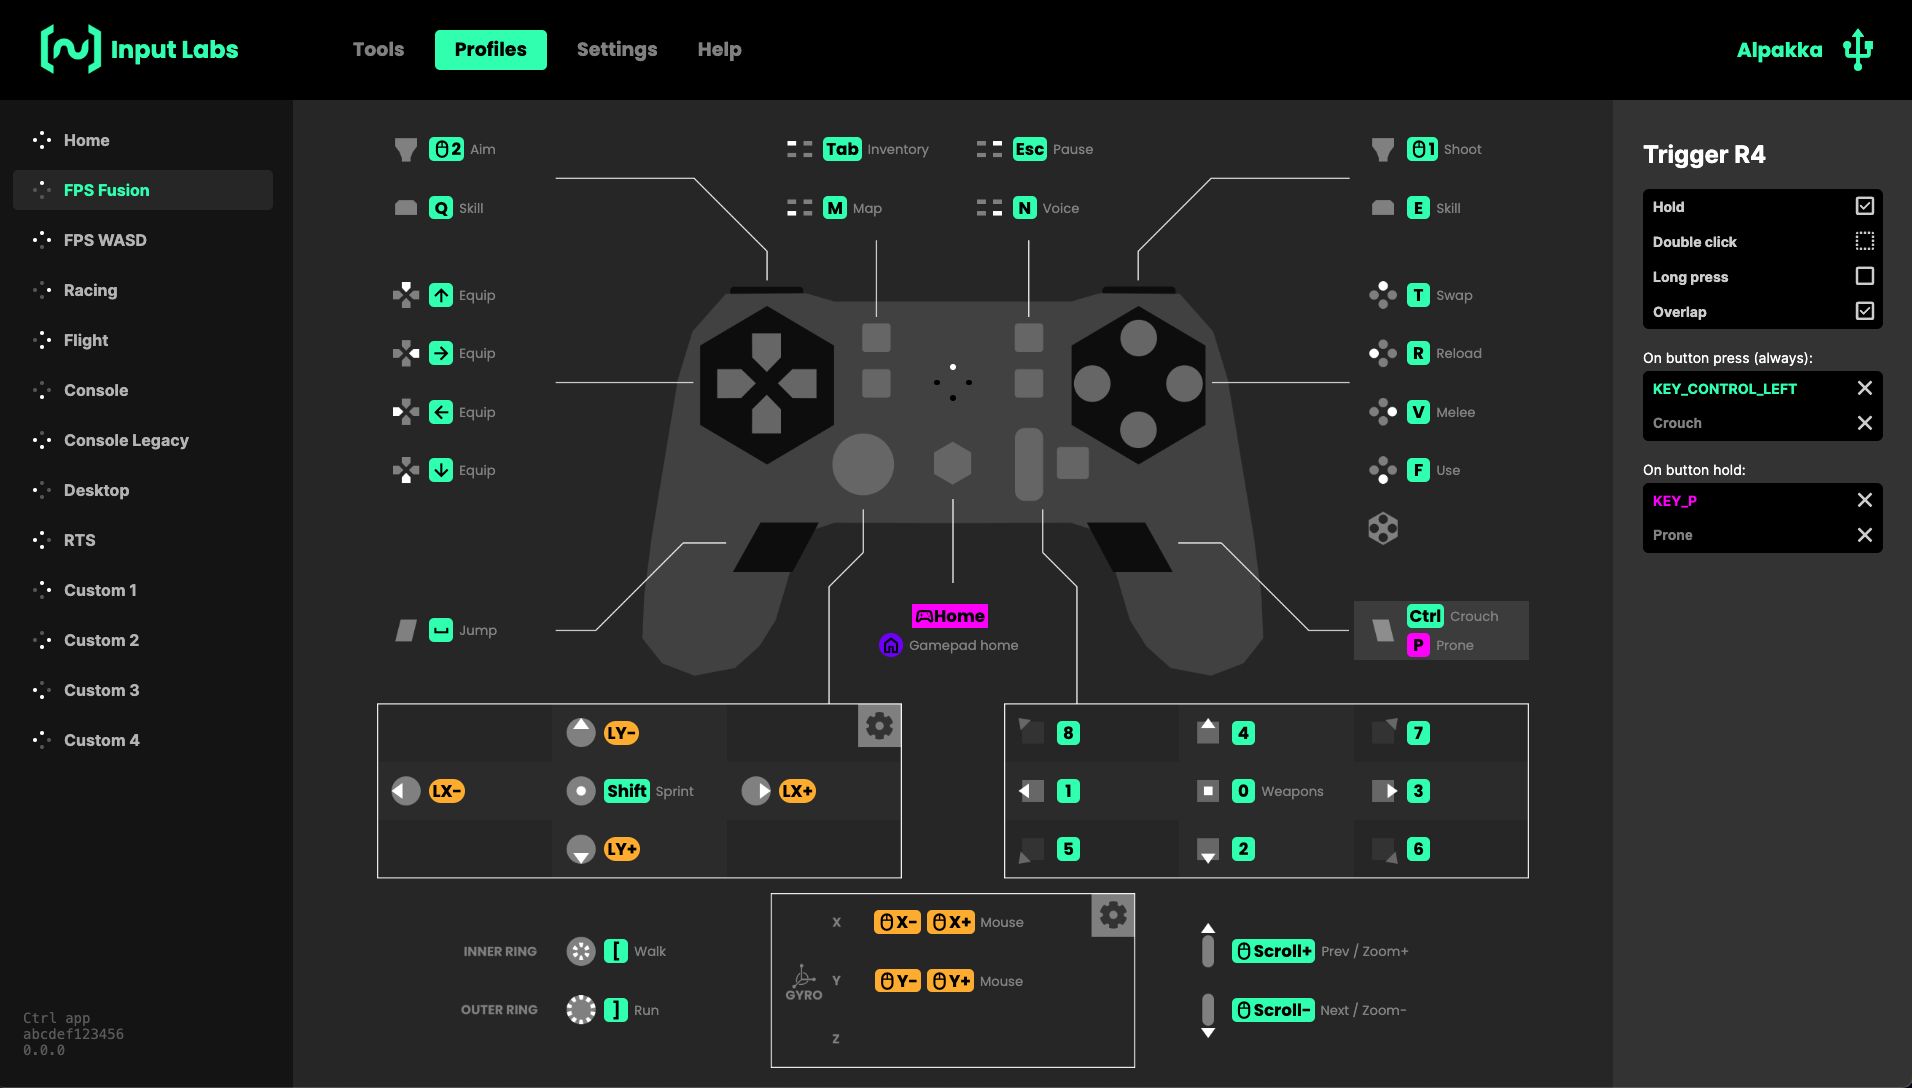 Input Labs
Tools
Profiles
Settings
Help
Alpakka
Home
FPS Fusion
FPS WASD
Racing
Flight
Console
Console Legacy
Desktop
RTS
Custom 1
Custom 2
Custom 3
Custom 4
Ctrl app
abcdef123456
0.0.0
2 Aim
Q Skill
Equip
Equip
Equip
Equip
Jump
Tab Inventory
M Map
Esc Pause
N Voice
1 Shoot
E Skill
T Swap
R Reload
V Melee
F Use
Ctrl Crouch
P Prone
Home
Gamepad home
LY-
LX-
Shift Sprint
LX+
LY+
8
4
7
1
0 Weapons
3
5
2
6
INNER RING [ Walk
OUTER RING ] Run
GYRO
X X- X+ Mouse
Y Y- Y+ Mouse
Z
Scroll+ Prev / Zoom+
Scroll- Next / Zoom-
Trigger R4
Hold
Double click
Long press
Overlap
On button press (always):
KEY_CONTROL_LEFT
Crouch
On button hold:
KEY_P
Prone